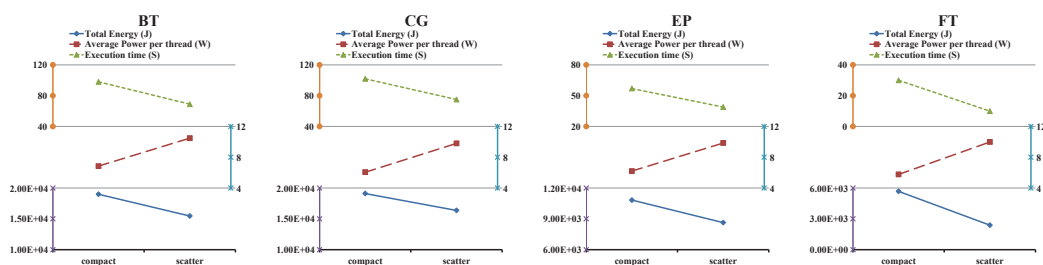 BT
Total Energy (J)
Average Power per thread (W)
Execution time (S)
120
80
40
12
8
4
2.00E+04
1.50E+04
1.00E+04
compact scatter
CG
Total Energy (J)
Average Power per thread (W)
Execution time (S)
120
80
40
12
8
4
2.00E+04
1.50E+04
1.00E+04
compact scatter
EP
Total Energy (J)
Average Power per thread (W)
Execution time (S)
80
50
20
12
8
4
1.20E+04
9.00E+03
6.00E+03
compact scatter
FT
Total Energy (J)
Average Power per thread (W)
Execution time (S)
40
20
0
12
8
4
6.00E+03
3.00E+03
0.00E+00
compact scatter